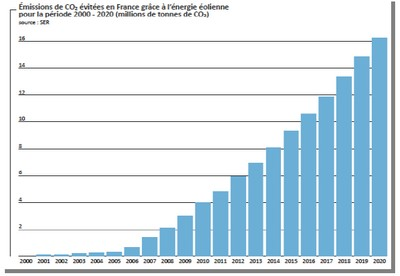 Émissions de CO₂ évitées en France grâce à l'énergie éolienne
pour la période 2000 - 2020 (millions de tonnes de CO₂)
source : SER
16
14
12
10
8
6
4
2
2000 2001 2002 2003 2004 2005 2006 2007 2008 2009 2010 2011 2012 2013 2014 2015 2016 2017 2018 2019 2020